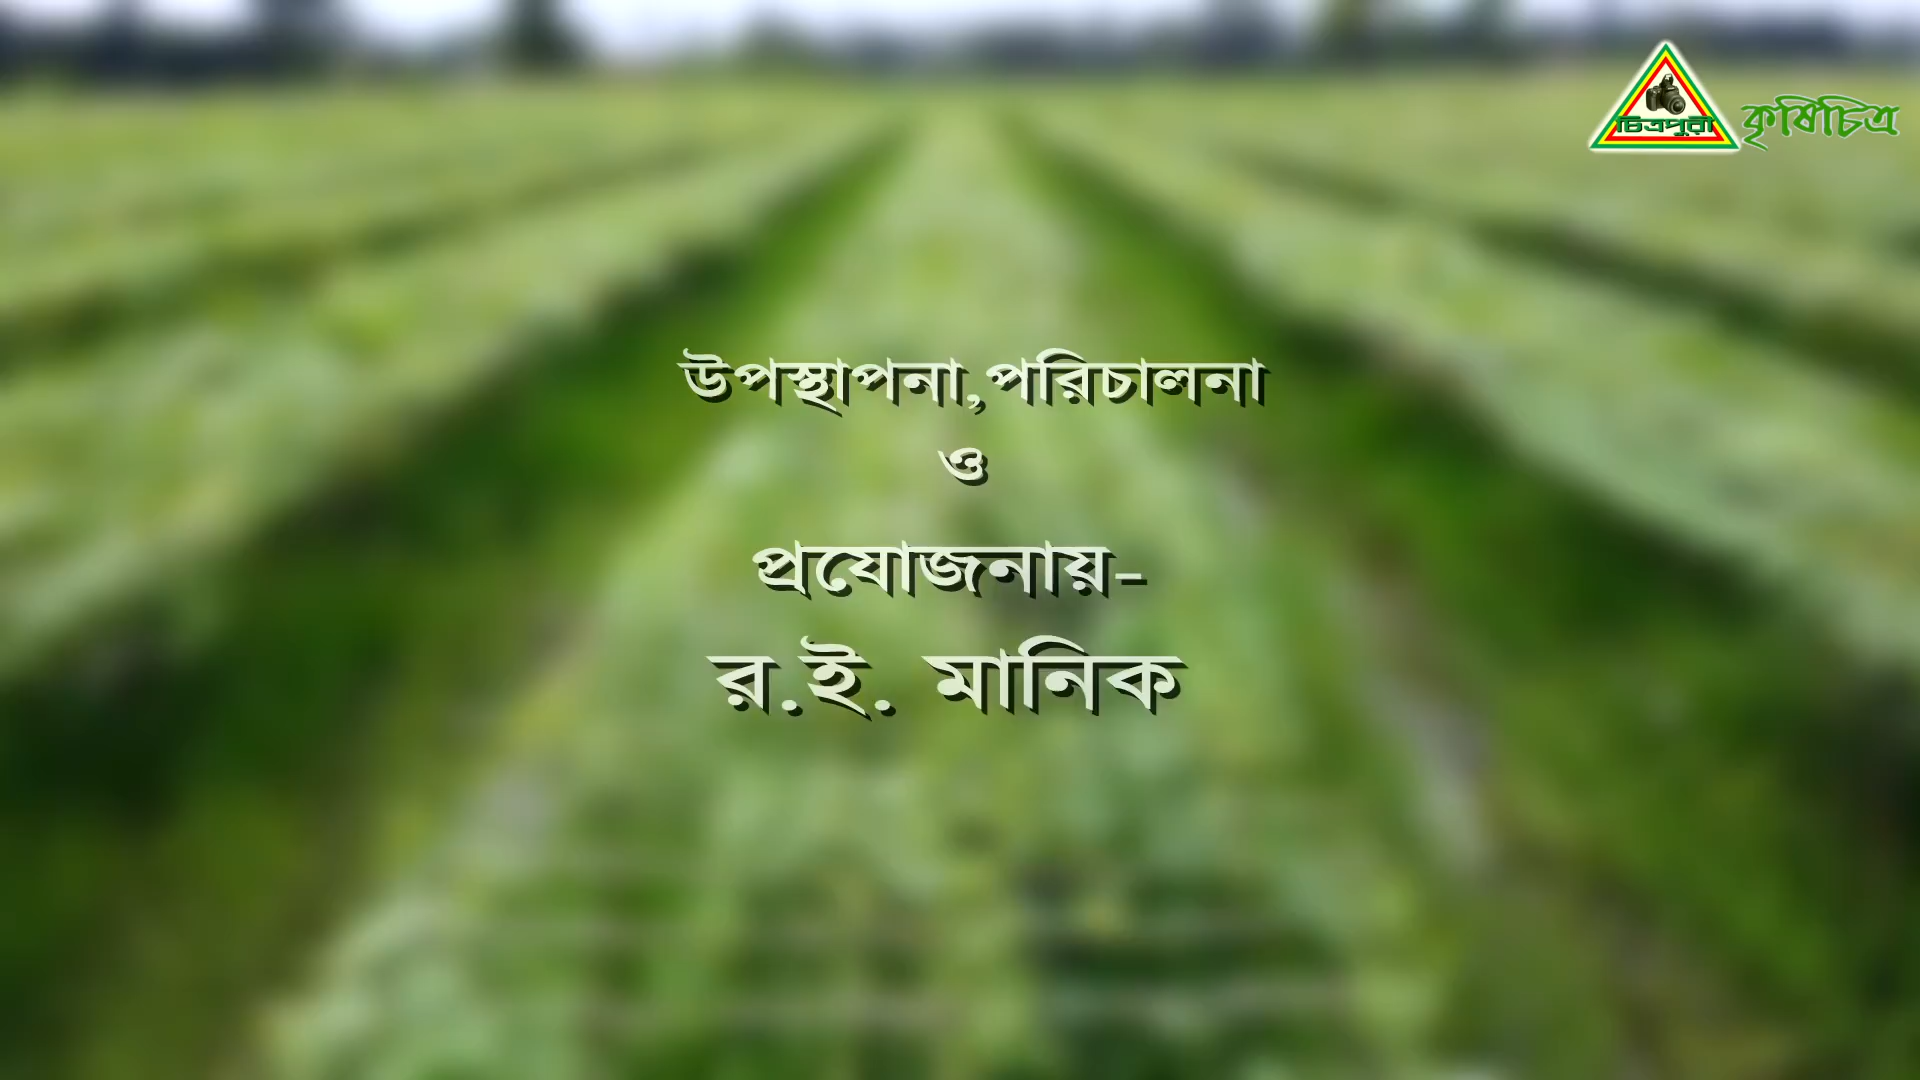 চিত্রপুরী কৃষিচিত্র
উপস্থাপনা,পরিচালনা
ও
প্রযোজনায়-
র.ই. মানিক